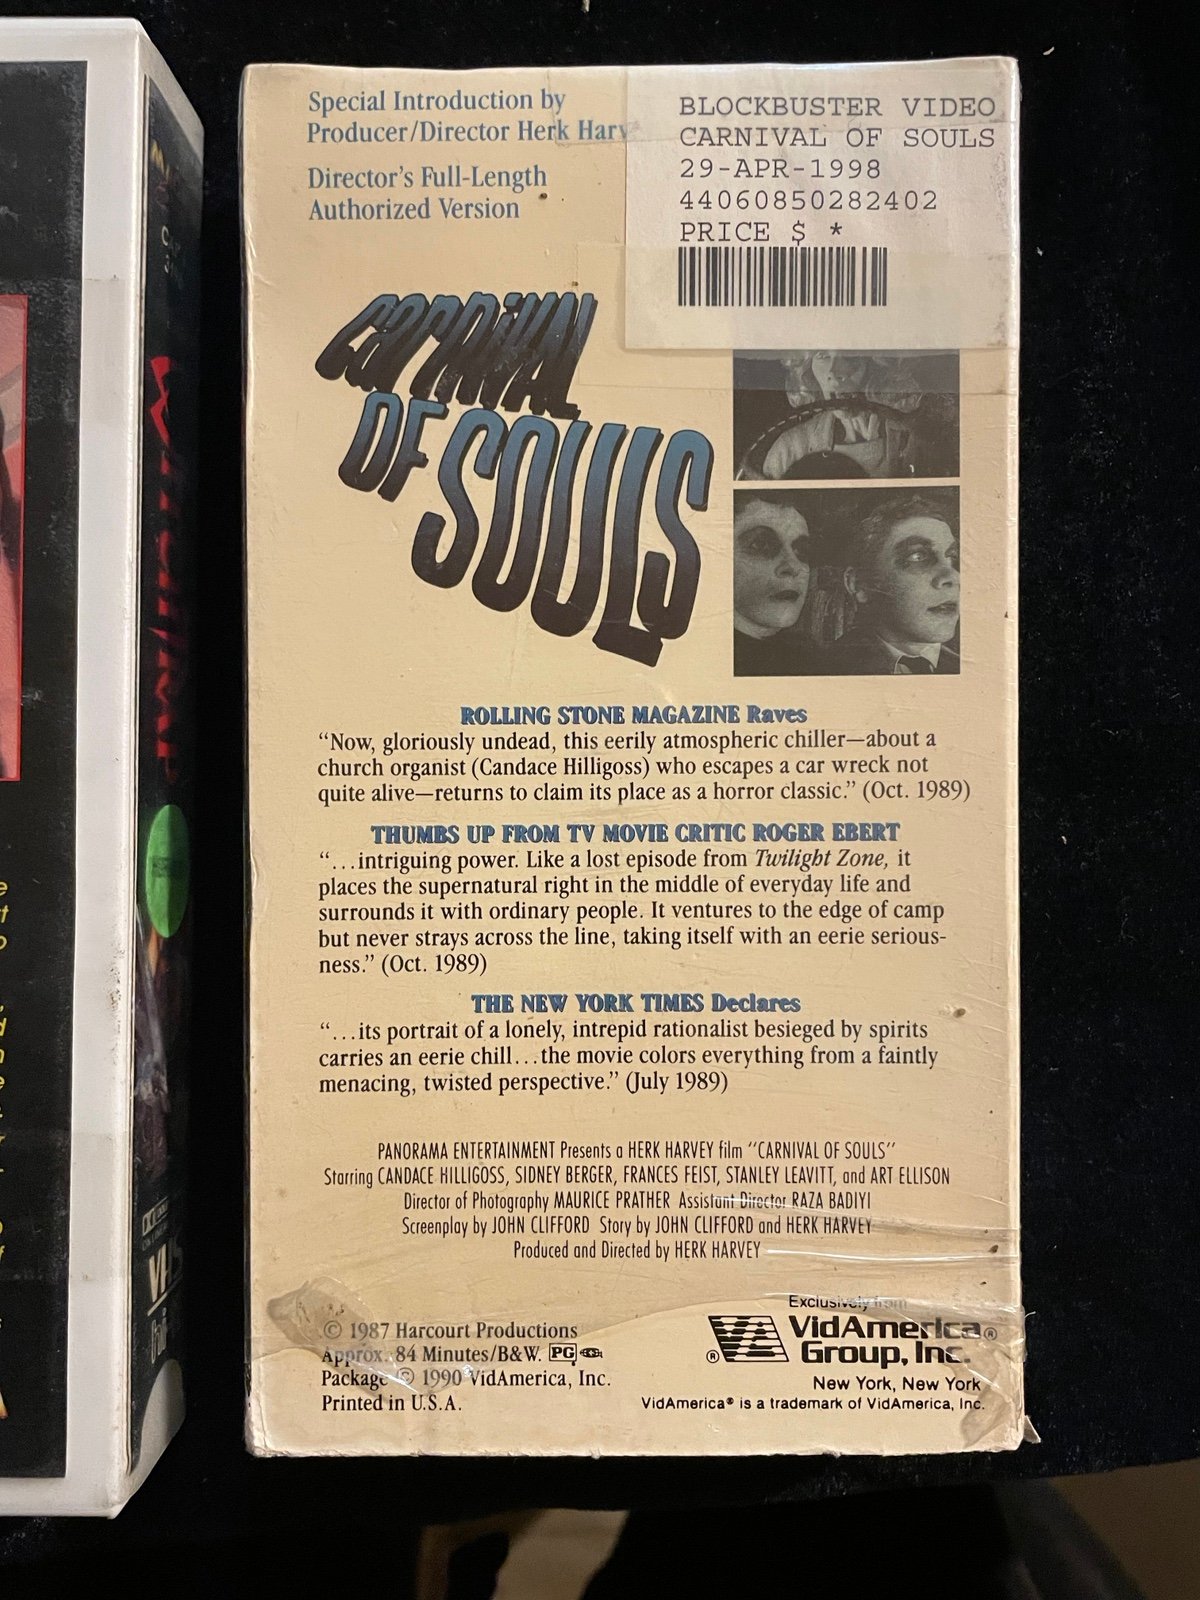 Special Introduction by
Producer/Director Herk Harv
Director's Full-Length
Authorized Version
BLOCKBUSTER VIDEO
CARNIVAL OF SOULS
29-APR-1998
44060850282402
PRICE $ *
CARNiVAL
OF SOULS
ROLLING STONE MAGAZINE Raves
“Now, gloriously undead, this eerily atmospheric chiller—about a
church organist (Candace Hilligoss) who escapes a car wreck not
quite alive—returns to claim its place as a horror classic.” (Oct. 1989)
THUMBS UP FROM TV MOVIE CRITIC ROGER EBERT
“...intriguing power. Like a lost episode from Twilight Zone, it
places the supernatural right in the middle of everyday life and
surrounds it with ordinary people. It ventures to the edge of camp
but never strays across the line, taking itself with an eerie serious-
ness.” (Oct. 1989)
THE NEW YORK TIMES Declares
“...its portrait of a lonely, intrepid rationalist besieged by spirits
carries an eerie chill...the movie colors everything from a faintly
menacing, twisted perspective.” (July 1989)
PANORAMA ENTERTAINMENT Presents a HERK HARVEY film "CARNIVAL OF SOULS"
Starring CANDACE HILLIGOSS, SIDNEY BERGER, FRANCES FEIST, STANLEY LEAVITT, and ART ELLISON
Director of Photography MAURICE PRATHER Assistant Director RAZA BADIYI
Screenplay by JOHN CLIFFORD Story by JOHN CLIFFORD and HERK HARVEY
Produced and Directed by HERK HARVEY
© 1987 Harcourt Productions
Approx. 84 Minutes/B&W. PG
Package © 1990 VidAmerica, Inc.
Printed in U.S.A.
Exclusively from
VidAmerica®
Group, Inc.
New York, New York
VidAmerica® is a trademark of VidAmerica, Inc.
VHS